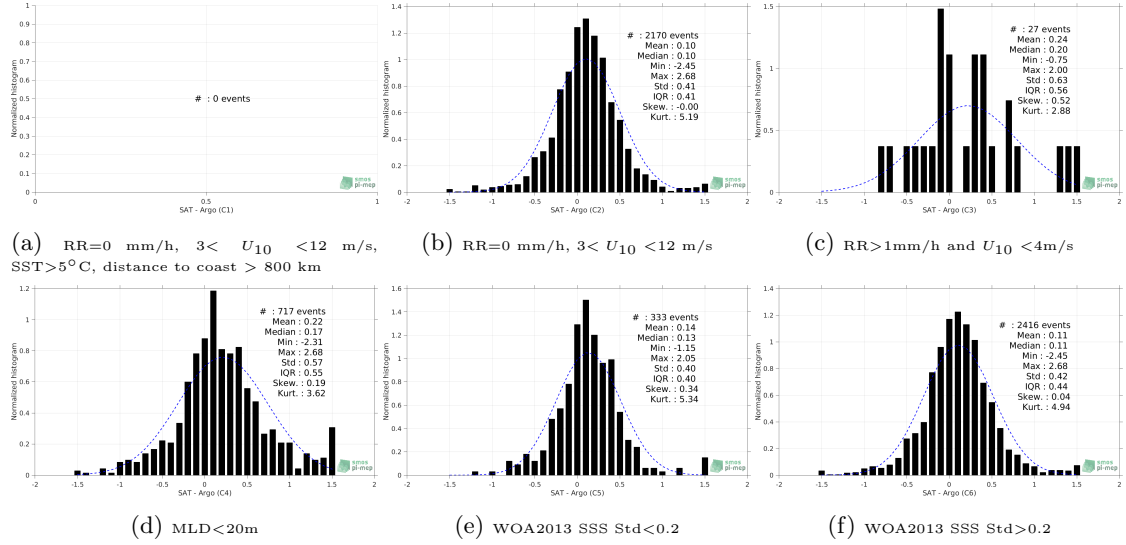 Normalized histogram
1
0.9
0.8
0.7
0.6
0.5
0.4
0.3
0.2
0.1
0
0 0.5 1
# : 0 events
SAT - Argo (C1)
smos
pi-mep
(a) RR=0 mm/h, 3< U10 <12 m/s,
SST>5°C, distance to coast > 800 km
Normalized histogram
1.4
1.2
1
0.8
0.6
0.4
0.2
0
-2 -1.5 -1 -0.5 0 0.5 1 1.5 2
# : 2170 events
Mean : 0.10
Median : 0.10
Min : -2.45
Max : 2.68
Std : 0.41
IQR : 0.41
Skew. : -0.00
Kurt. : 5.19
SAT - Argo (C2)
smos
pi-mep
(b) RR=0 mm/h, 3< U10 <12 m/s
Normalized histogram
1.5
1
0.5
0
-2 -1.5 -1 -0.5 0 0.5 1 1.5 2
# : 27 events
Mean : 0.24
Median : 0.20
Min : -0.75
Max : 2.00
Std : 0.63
IQR : 0.56
Skew. : 0.52
Kurt. : 2.88
SAT - Argo (C3)
smos
pi-mep
(c) RR>1mm/h and U10 <4m/s
Normalized histogram
1.2
1
0.8
0.6
0.4
0.2
0
-2 -1.5 -1 -0.5 0 0.5 1 1.5 2
# : 717 events
Mean : 0.22
Median : 0.17
Min : -2.31
Max : 2.68
Std : 0.57
IQR : 0.55
Skew. : 0.19
Kurt. : 3.62
SAT - Argo (C4)
smos
pi-mep
(d) MLD<20m
Normalized histogram
1.6
1.4
1.2
1
0.8
0.6
0.4
0.2
0
-2 -1.5 -1 -0.5 0 0.5 1 1.5 2
# : 333 events
Mean : 0.14
Median : 0.13
Min : -1.15
Max : 2.05
Std : 0.40
IQR : 0.40
Skew. : 0.34
Kurt. : 5.34
SAT - Argo (C5)
smos
pi-mep
(e) WOA2013 SSS Std<0.2
Normalized histogram
1.4
1.2
1
0.8
0.6
0.4
0.2
0
-2 -1.5 -1 -0.5 0 0.5 1 1.5 2
# : 2416 events
Mean : 0.11
Median : 0.11
Min : -2.45
Max : 2.68
Std : 0.42
IQR : 0.44
Skew. : 0.04
Kurt. : 4.94
SAT - Argo (C6)
smos
pi-mep
(f) WOA2013 SSS Std>0.2